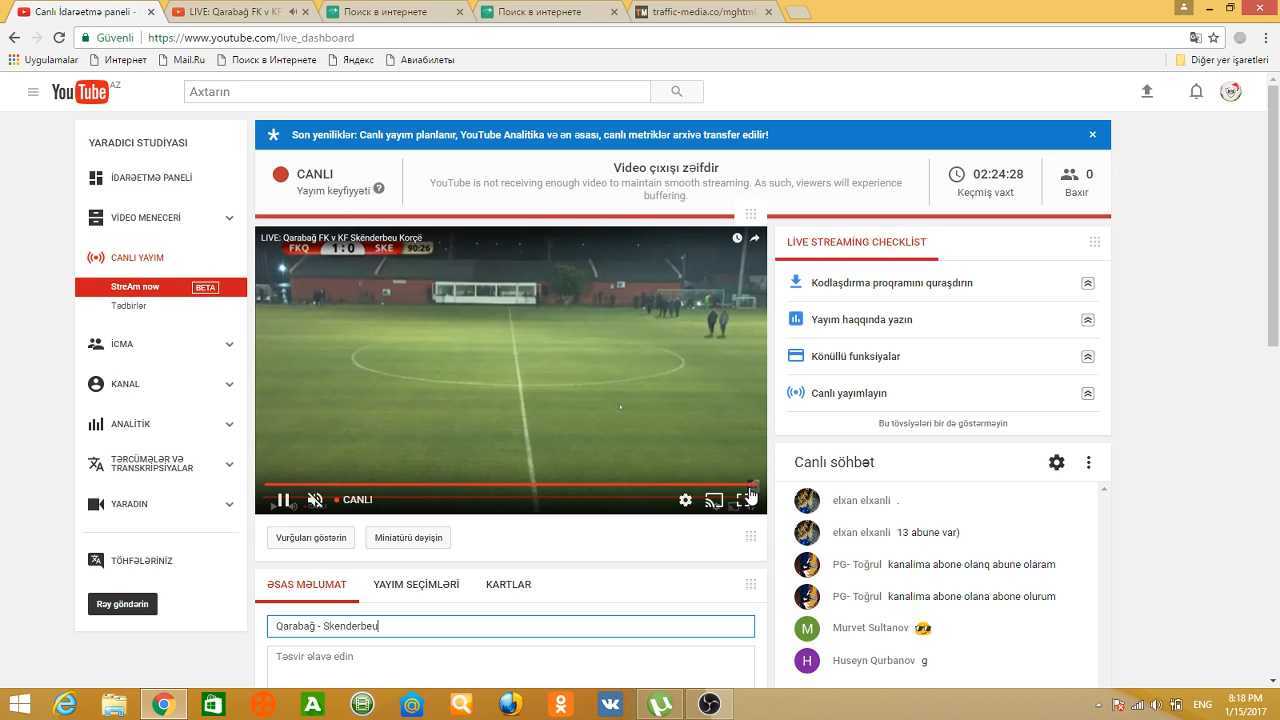 Canlı İdarəetmə paneli -
LIVE: Qarabağ FK v KF
Поиск в интернете
Поиск в интернете
traffic-media.co/mghtml
Güvenli
https://www.youtube.com/live_dashboard
Uygulamalar
Интернет
Mail.Ru
Поиск в Интернете
Яндекс
Авиабилеты
Diğer yer işaretleri
YouTube AZ
Axtarın
YARADICI STUDİYASI
İDARƏETMƏ PANELİ
VİDEO MENECERİ
CANLI YAYIM
StreAm now BETA
Tədbirlər
İCMA
KANAL
ANALİTİK
TƏRCÜMƏLƏR VƏ
TRANSKRIPSIYALAR
YARADIN
TÖHFƏLƏRİNİZ
Rəy göndərin
Son yeniliklər: Canlı yayım planlanır, YouTube Analitika və ən əsası, canlı metriklər arxivə transfer edilir!
CANLI
Yayım keyfiyyəti ?
Video çıxışı zəifdir
YouTube is not receiving enough video to maintain smooth streaming. As such, viewers will experience
buffering.
02:24:28
Keçmiş vaxt
0
Baxır
LIVE: Qarabağ FK v KF Skënderbeu Korçë
FKQ 1:0 SKE 90:26
CANLI
Vurğuları göstərin
Miniatürü dəyişin
ƏSAS MƏLUMAT
YAYIM SEÇİMLƏRİ
KARTLAR
Qarabağ - Skenderbeu
Təsvir əlavə edin
LİVE STREAMİNG CHECKLİST
Kodlaşdırma proqramını quraşdırın
Yayım haqqında yazın
Könüllü funksiyalar
Canlı yayımlayın
Bu tövsiyələri bir də göstərməyin
Canlı söhbət
elxan elxanli .
elxan elxanli 13 abune var)
PG- Toğrul kanalima abone olanq abune olaram
PG- Toğrul kanalima abone olana abone olurum
M Murvet Sultanov
H Huseyn Qurbanov g
ENG
8:18 PM
1/15/2017